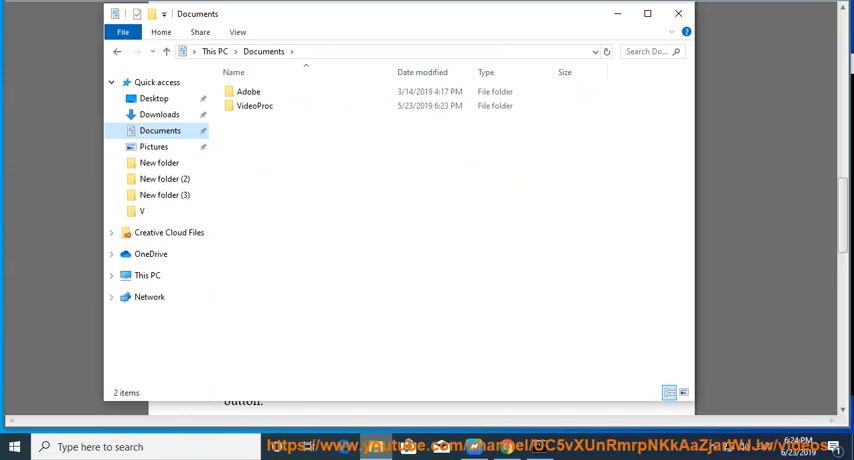 Documents
File Home Share View
This PC Documents
Search Do...
Name Date modified Type Size
Quick access
Adobe 3/14/2019 4:17 PM File folder
Desktop
VideoProc 5/23/2019 6:23 PM File folder
Downloads
Documents
Pictures
New folder
New folder (2)
New folder (3)
V
Creative Cloud Files
OneDrive
This PC
Network
2 items
button.
6:24 PM
Type here to search
6/23/2019